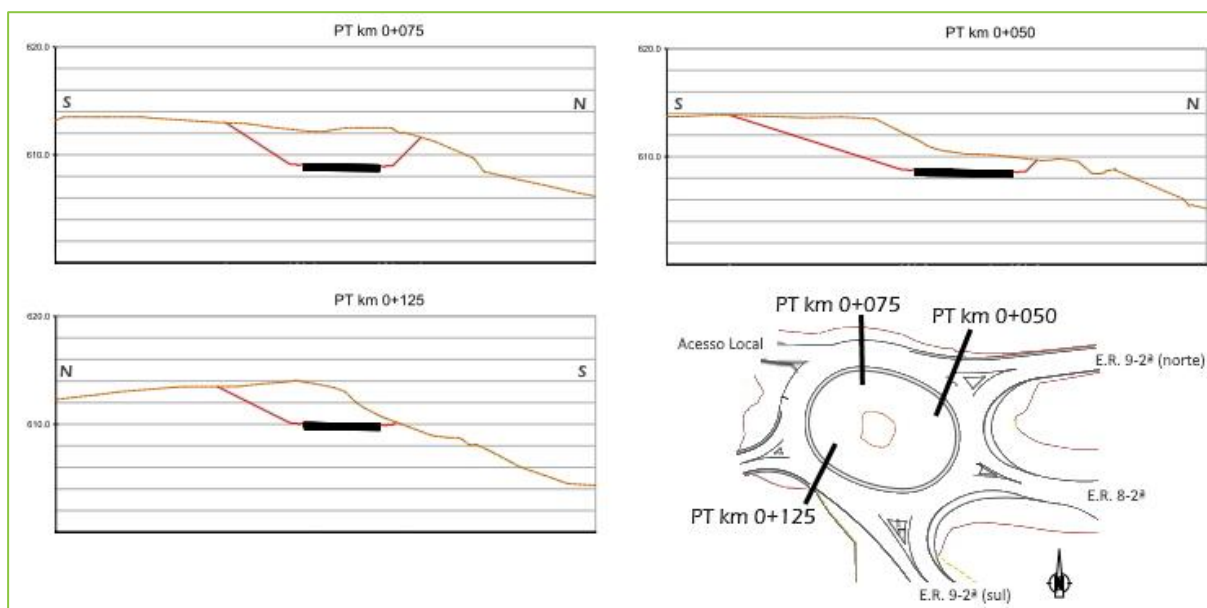 PT km 0+075
620.0
S N
610.0
PT km 0+050
620.0
S N
610.0
PT km 0+125
620.0
N S
610.0
PT km 0+075
PT km 0+050
Acesso Local
E.R. 9-2ª (norte)
E.R. 8-2ª
PT km 0+125
E.R. 9-2ª (sul)
N